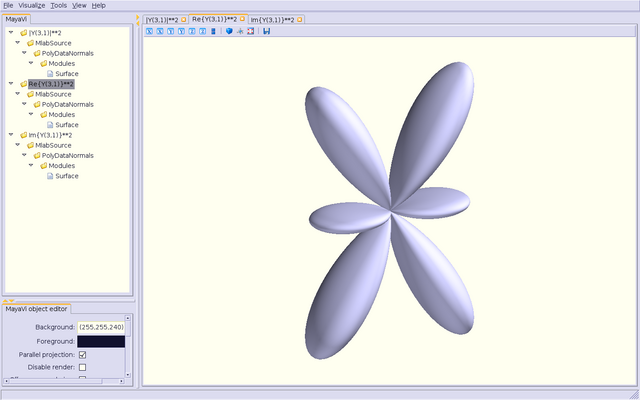 File Visualize Tools View Help
MayaVi
|Y(3,1)|**2
MlabSource
PolyDataNormals
Modules
Surface
Re{Y(3,1)}**2
MlabSource
PolyDataNormals
Modules
Surface
Im{Y(3,1)}**2
MlabSource
PolyDataNormals
Modules
Surface
MayaVi object editor
Background: (255,255,240)
Foreground:
Parallel projection:
Disable render:
|Y(3,1)|**2 Re{Y(3,1)}**2 Im{Y(3,1)}**2
X X Y Y Z Z